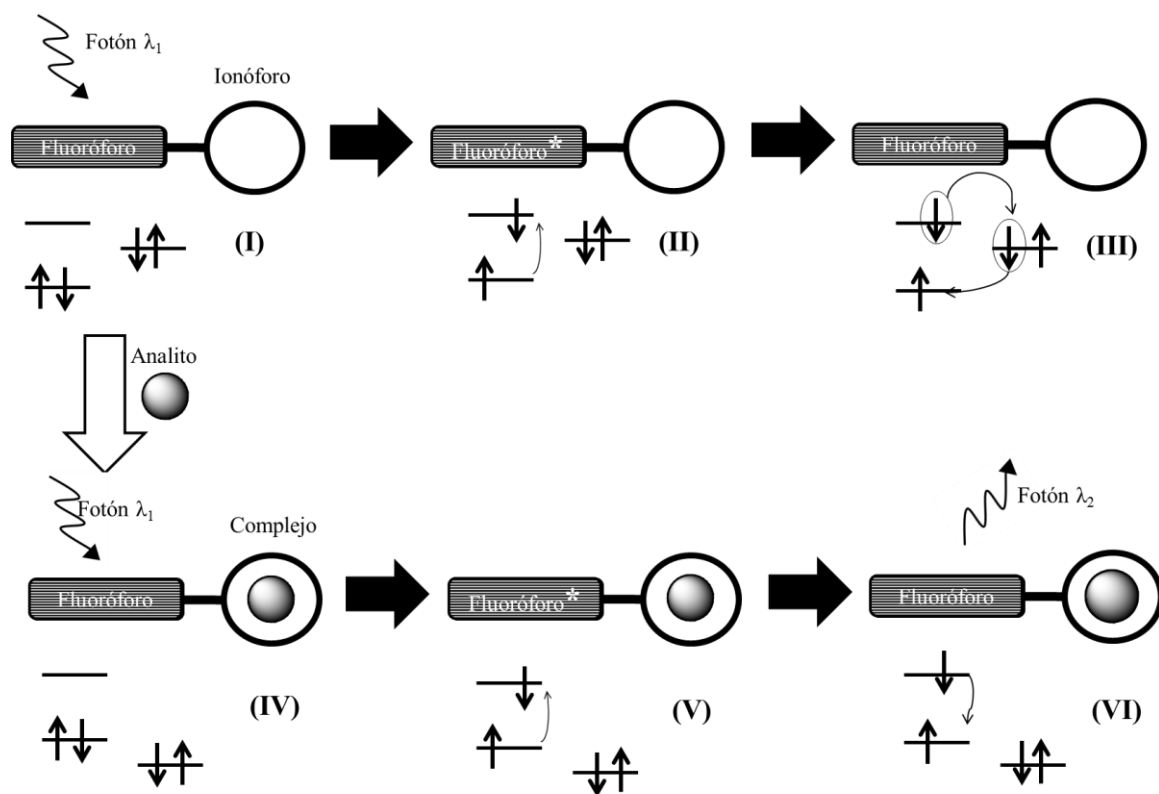 Fotón λ1
Ionóforo
Fluoróforo
Fluoróforo*
Fluoróforo
(I)
(II)
(III)
Analito
Fotón λ1
Complejo
Fotón λ2
Fluoróforo
Fluoróforo*
Fluoróforo
(IV)
(V)
(VI)